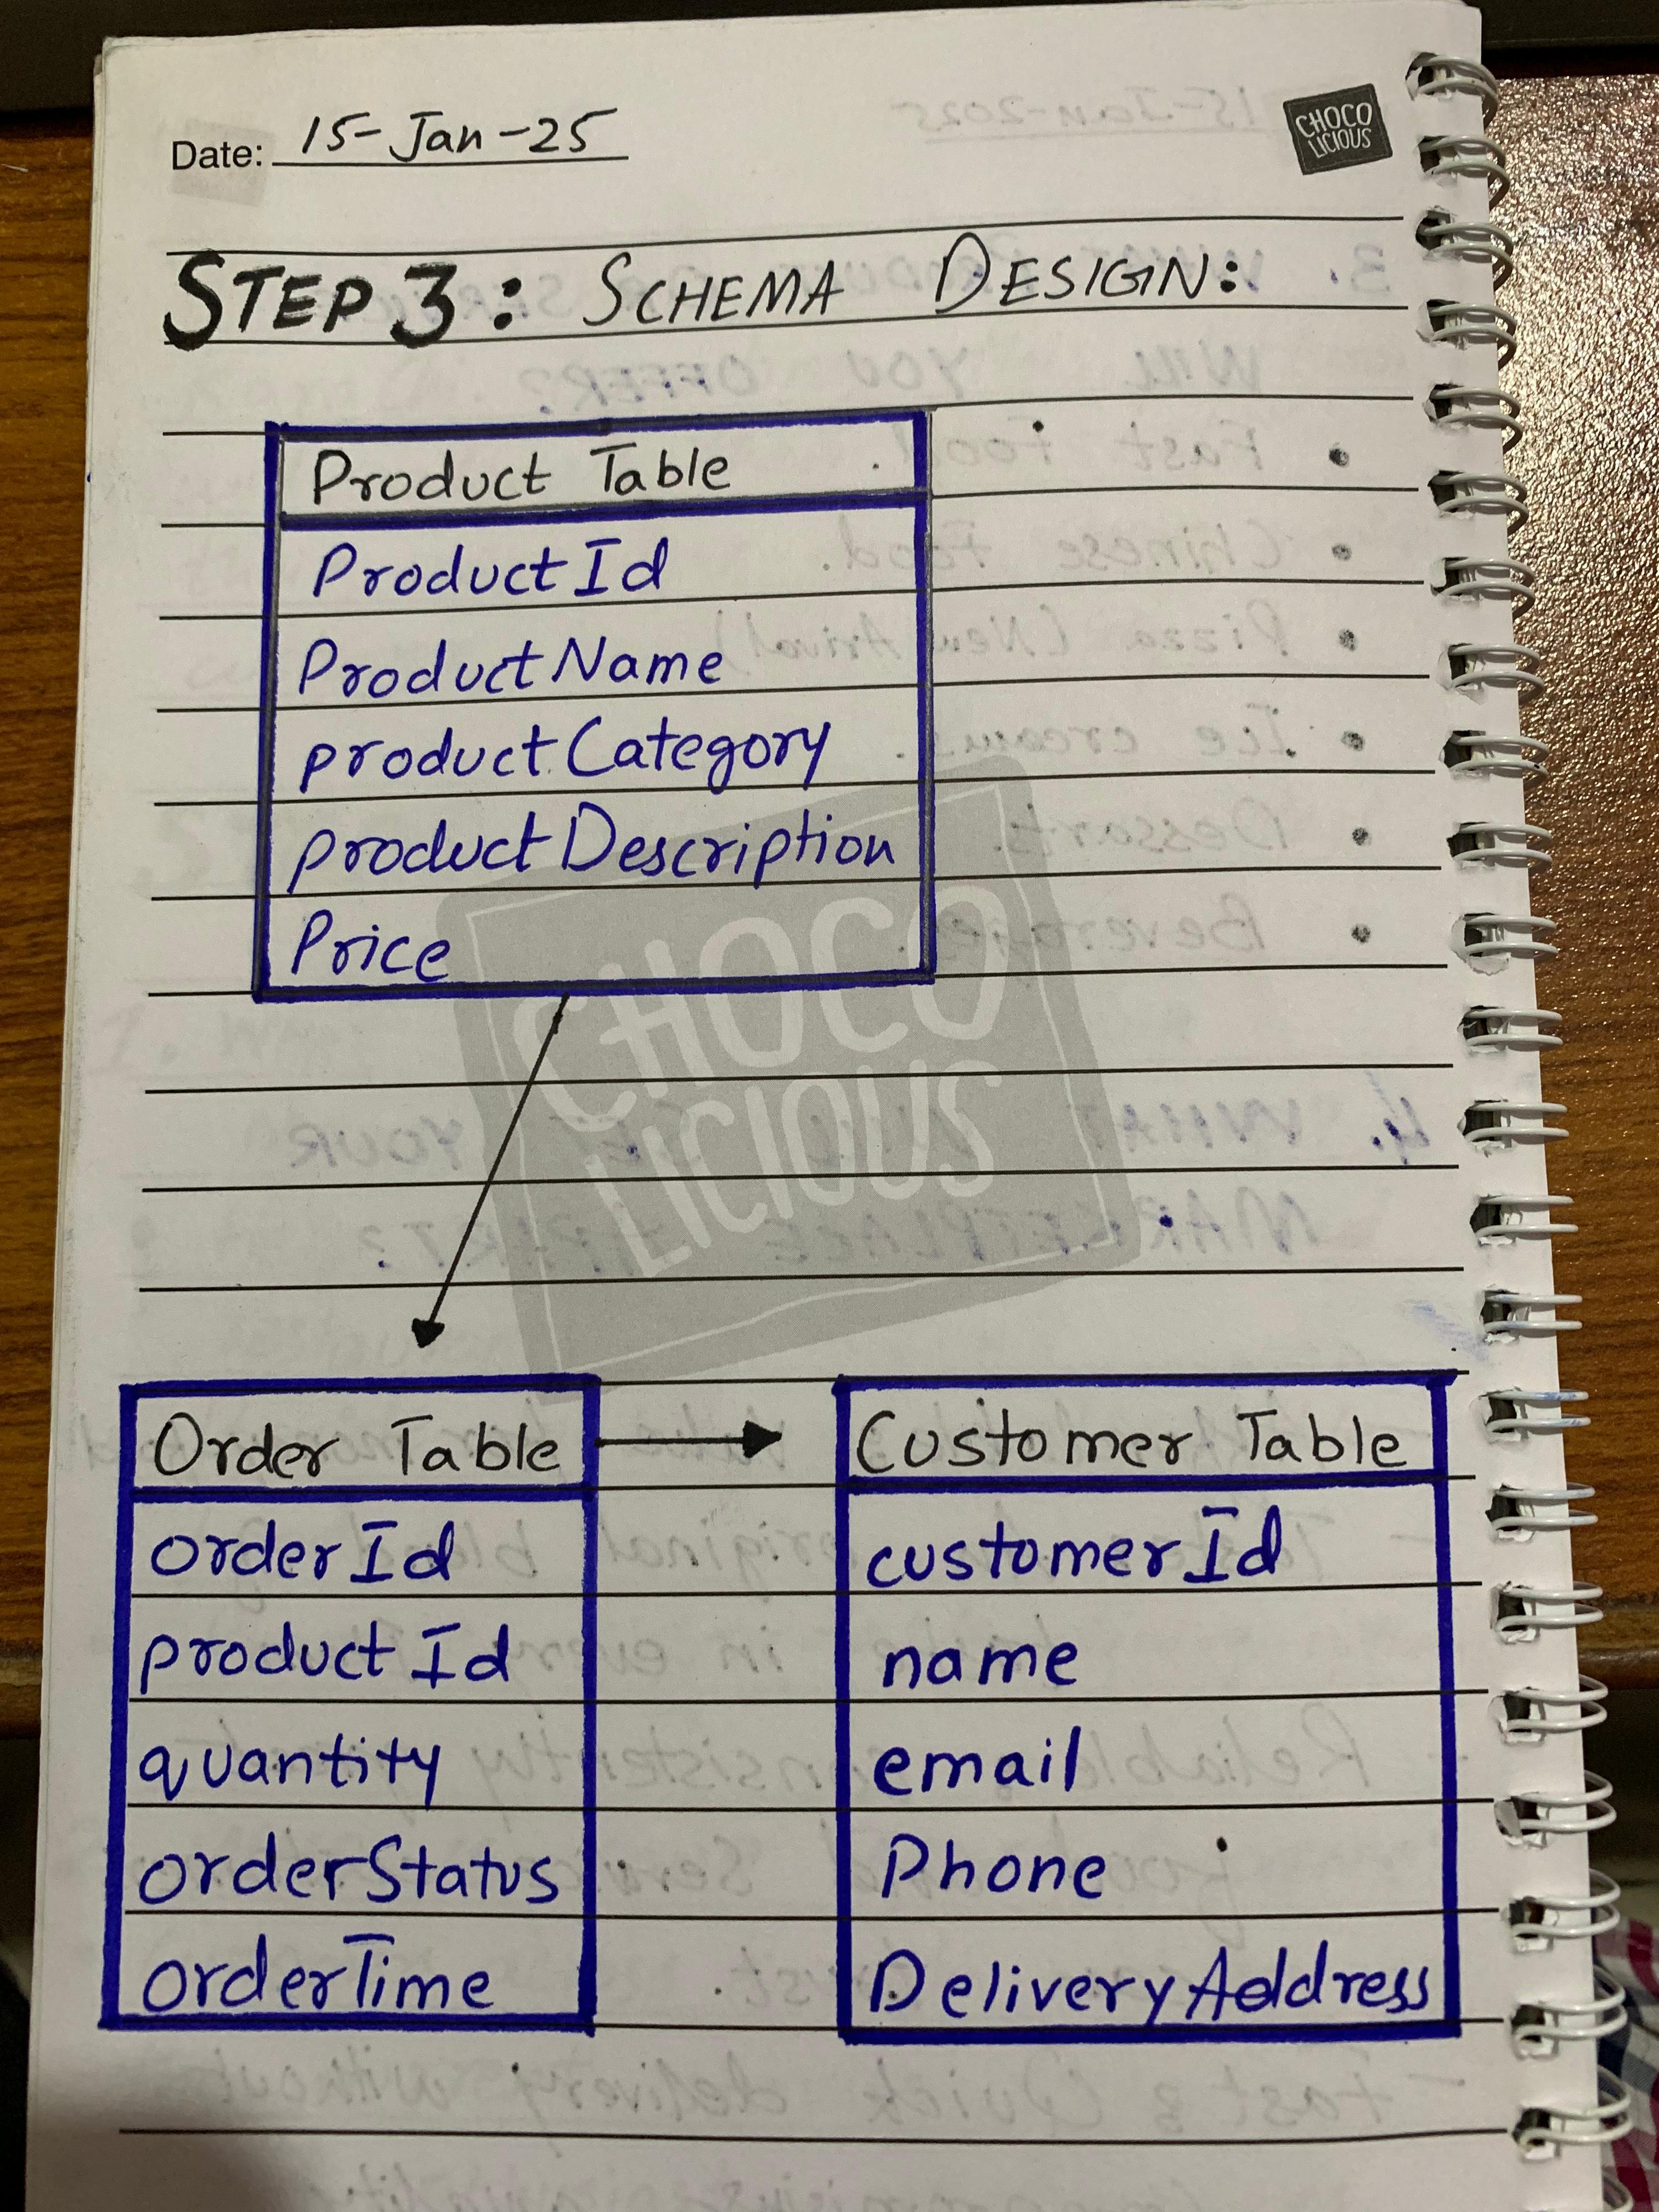 Date: 15-Jan-25
CHOCO
LICIOUS
STEP 3: SCHEMA DESIGN:
Product Table
ProductId
ProductName
productCategory
productDescription
Price
CHOCO
LICIOUS
Order Table
orderId
productId
quantity
orderStatus
orderTime
Customer Table
customerId
name
email
Phone
DeliveryAddress